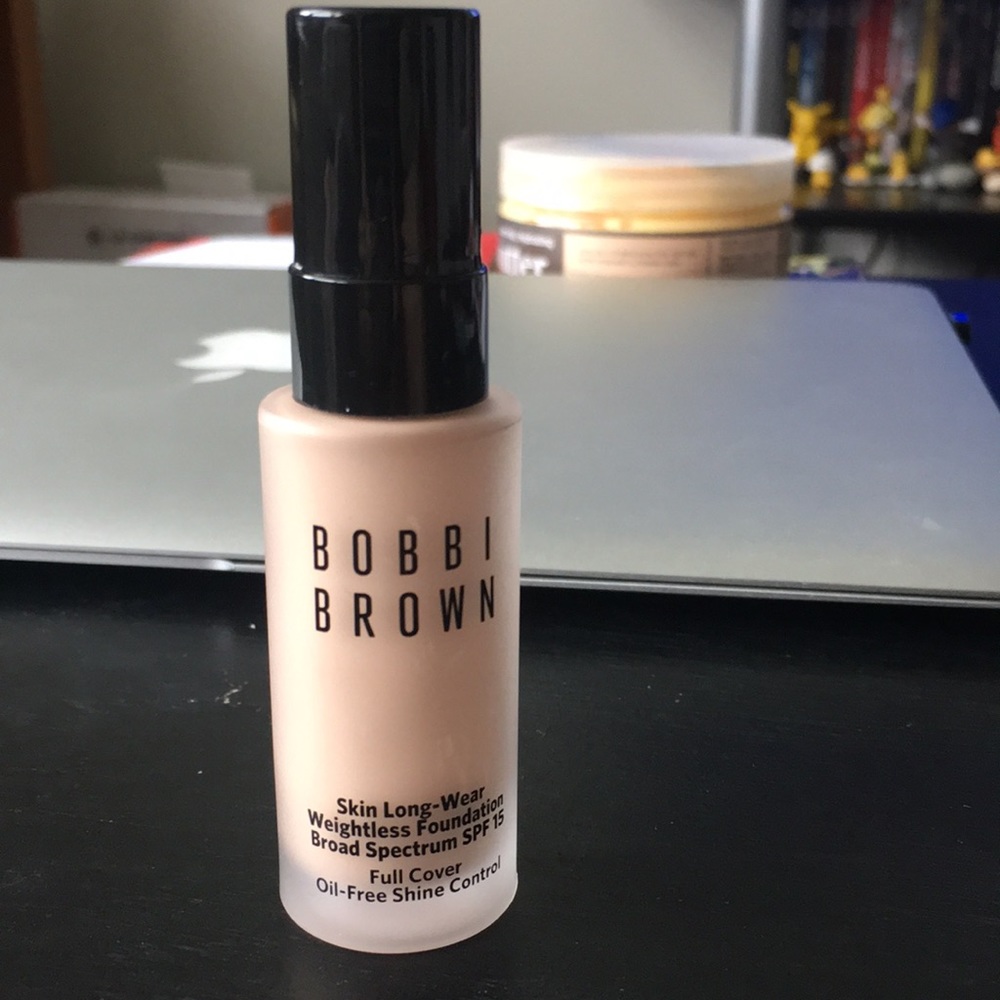 BOBBI
BROWN
Skin Long-Wear
Weightless Foundation
Broad Spectrum SPF 15
Full Cover
Oil-Free Shine Control